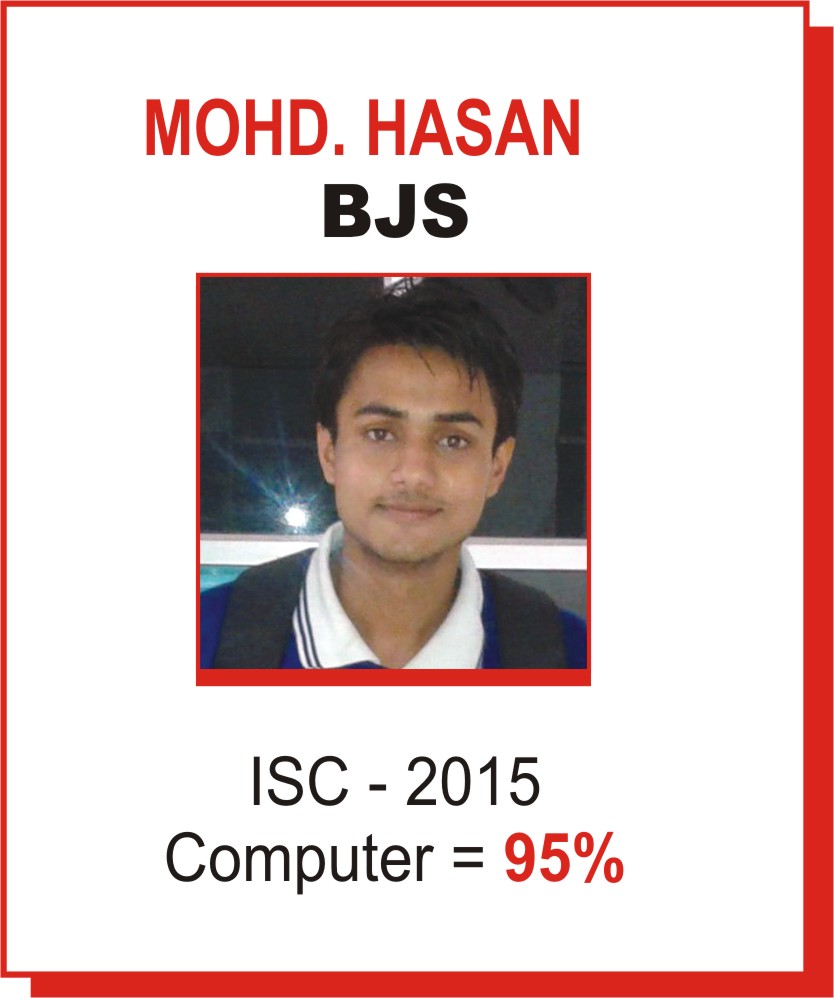 MOHD. HASAN
BJS
ISC - 2015
Computer = 95%